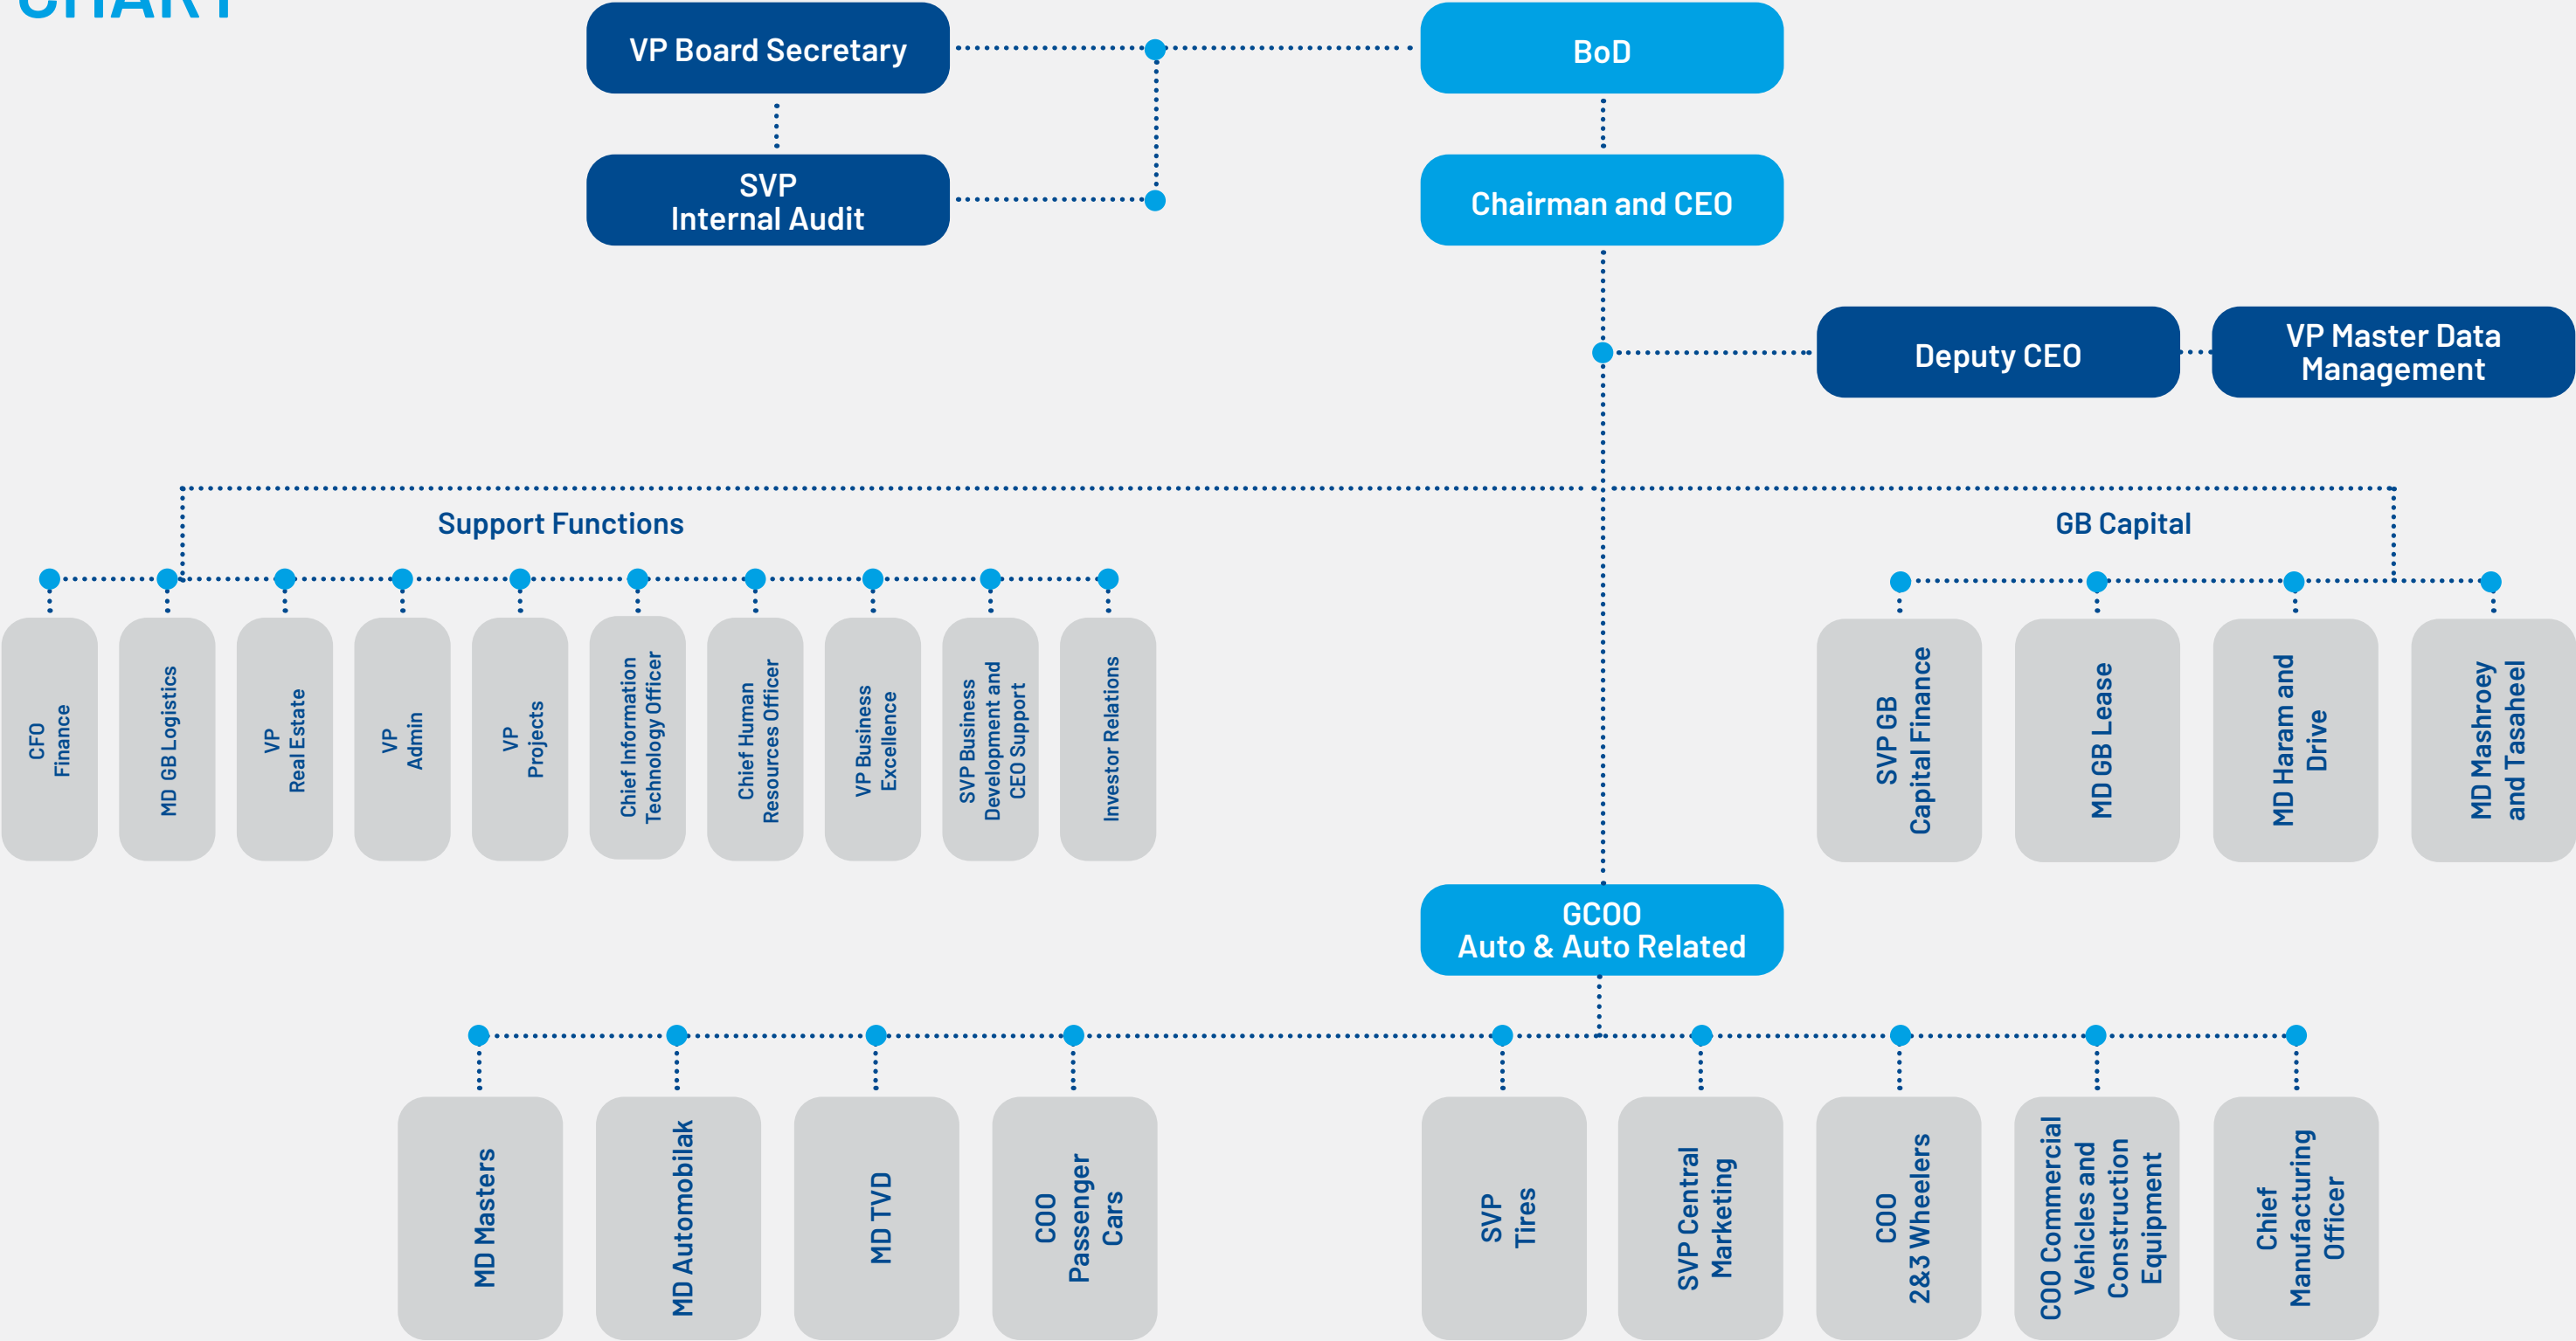 CHART
VP Board Secretary
BoD
SVP
Internal Audit
Chairman and CEO
Deputy CEO
VP Master Data
Management
Support Functions
GB Capital
CFO
Finance
MD GB Logistics
VP
Real Estate
VP
Admin
VP
Projects
Chief Information
Technology Officer
Chief Human
Resources Officer
VP Business
Excellence
SVP Business
Development and
CEO Support
Investor Relations
SVP GB
Capital Finance
MD GB Lease
MD Haram and
Drive
MD Mashroey
and Tasaheel
GCOO
Auto & Auto Related
MD Masters
MD Automobilak
MD TVD
COO
Passenger
Cars
SVP
Tires
SVP Central
Marketing
COO
2&3 Wheelers
COO Commercial
Vehicles and
Construction
Equipment
Chief
Manufacturing
Officer